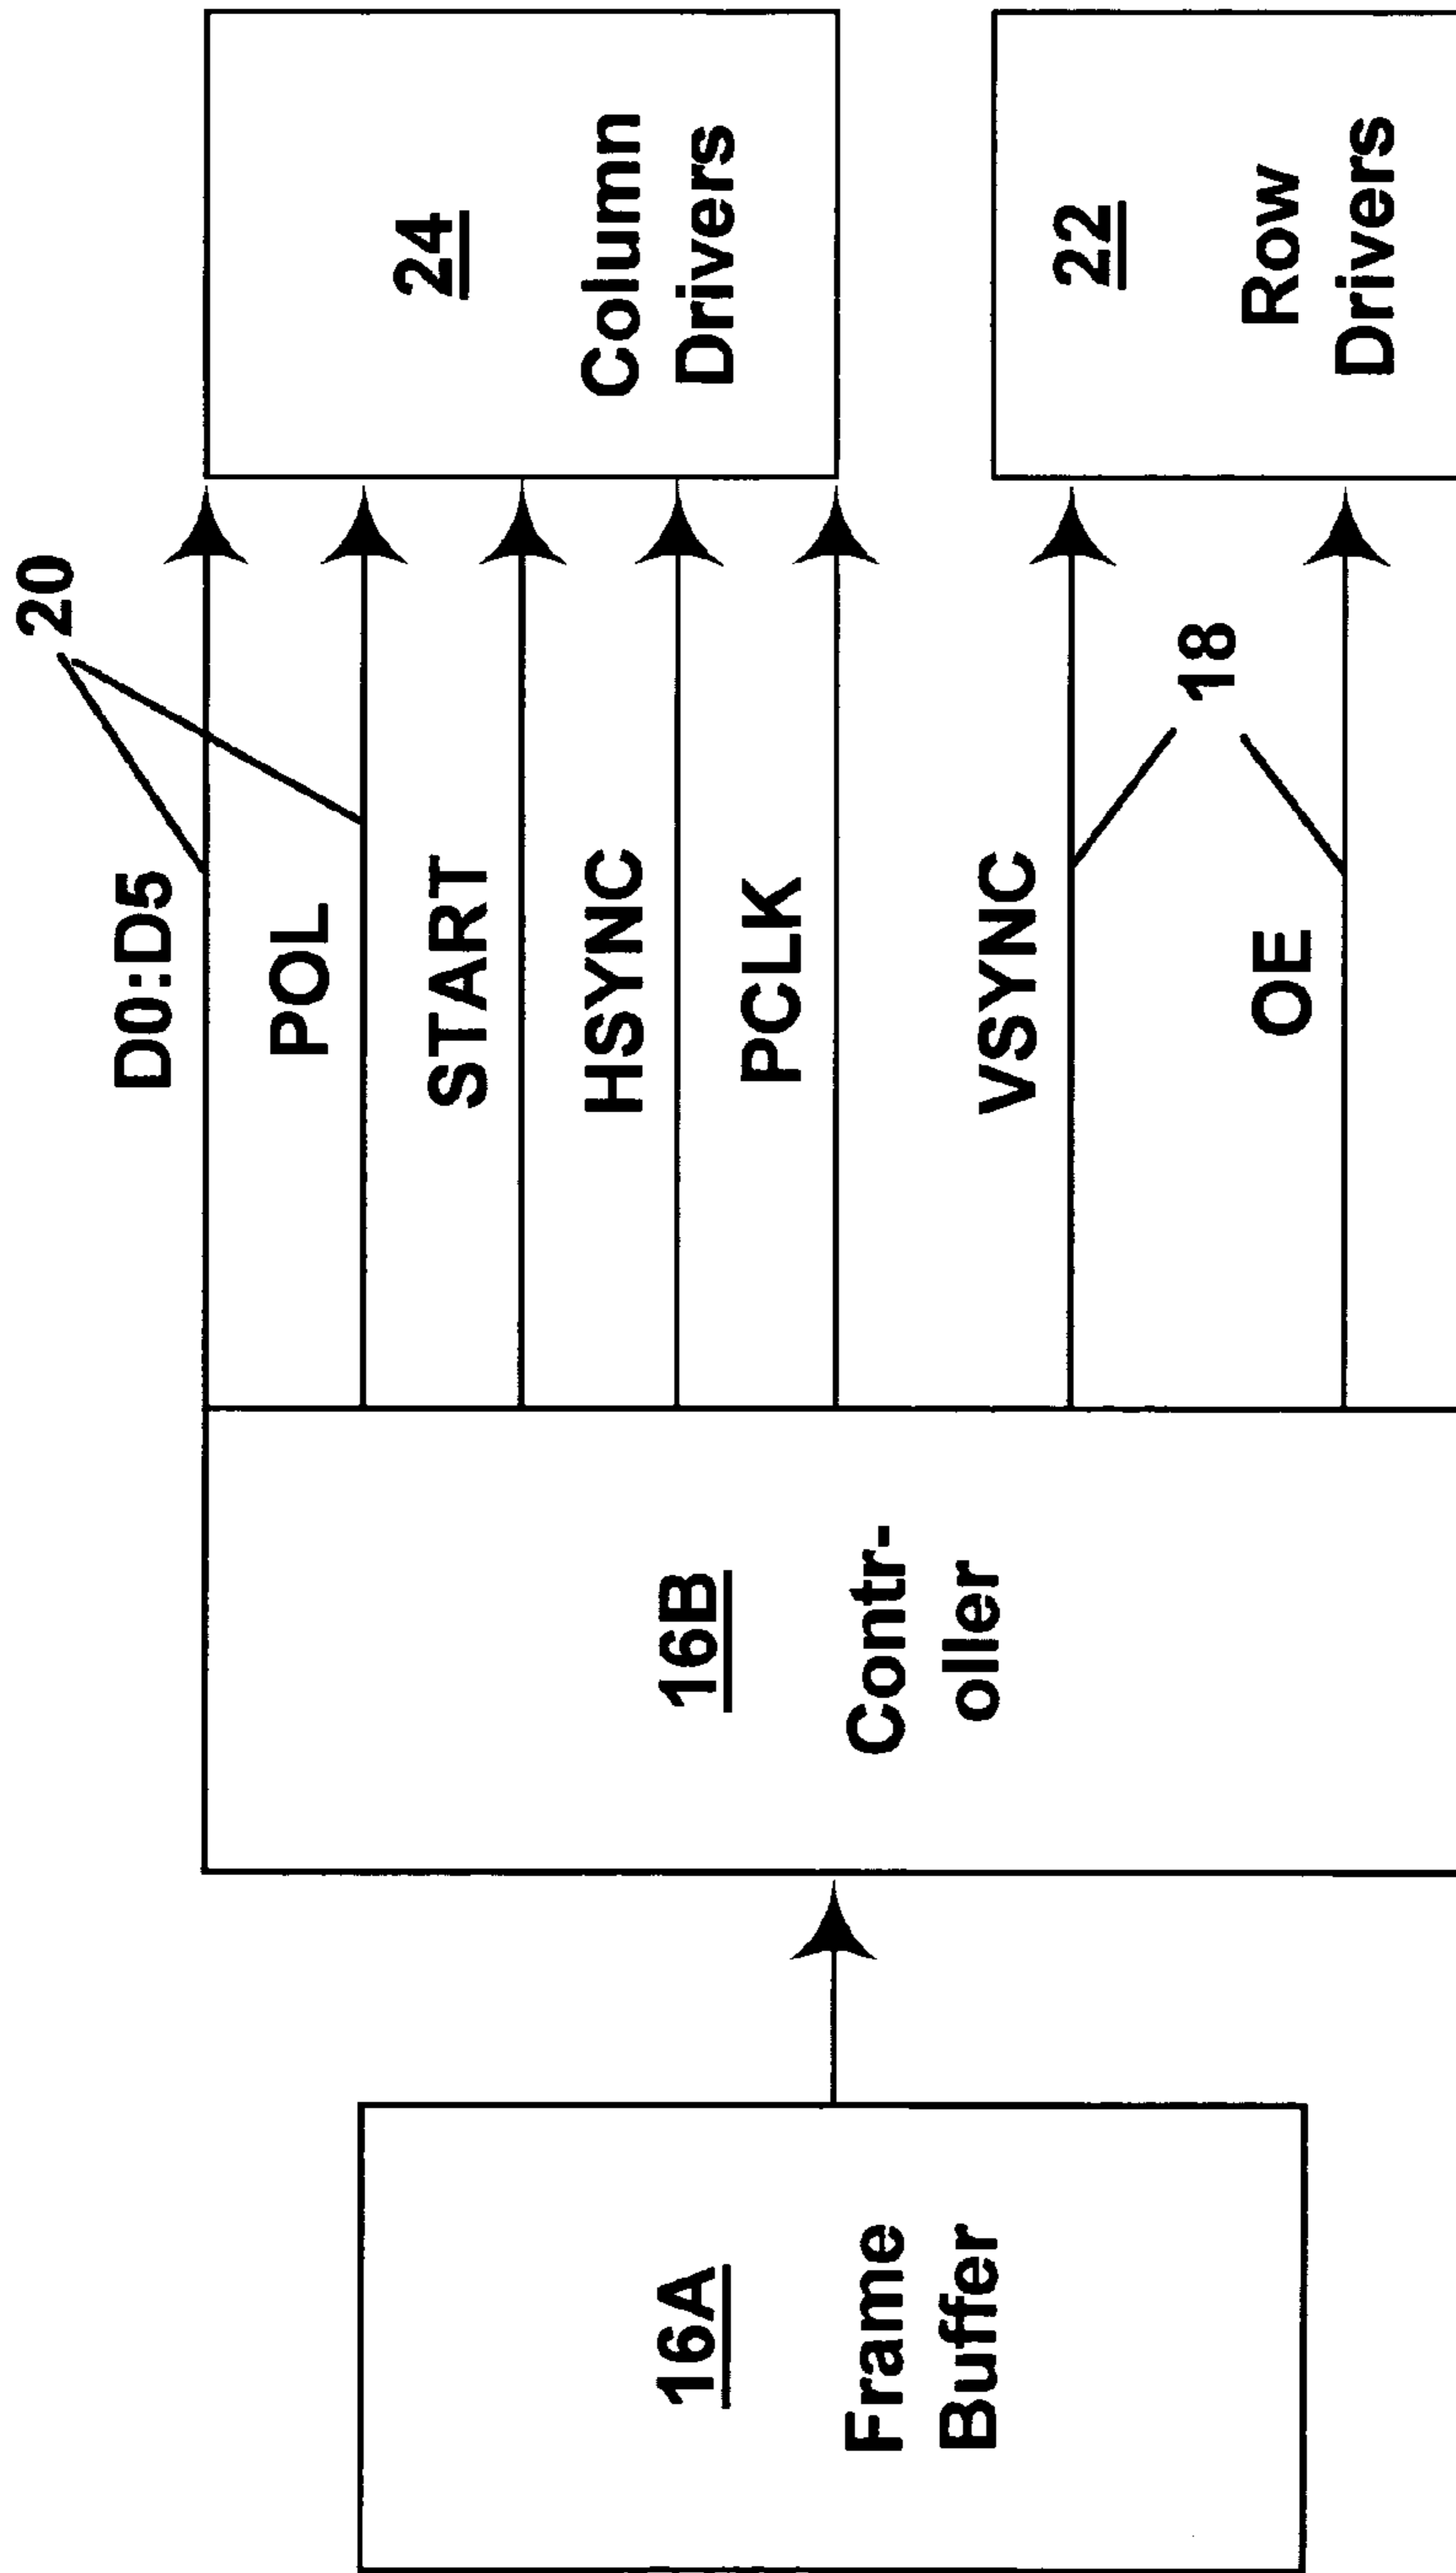 16A
Frame
Buffer
16B
Contr-
oller
D0:D5
20
POL
START
HSYNC
PCLK
VSYNC
18
OE
24
Column
Drivers
22
Row
Drivers